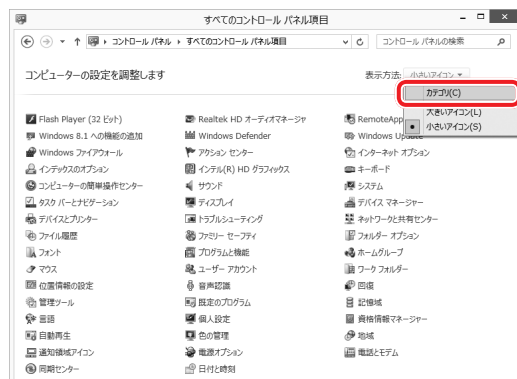 すべてのコントロール パネル項目
コントロール パネル ▸ すべてのコントロール パネル項目
コントロール パネルの検索
コンピューターの設定を調整します
表示方法: 小さいアイコン
カテゴリ(C)
大きいアイコン(L)
小さいアイコン(S)
Flash Player (32 ビット) Realtek HD オーディオマネージャ RemoteApp
Windows 8.1 への機能の追加 Windows Defender Windows Update
Windows ファイアウォール アクション センター インターネット オプション
インデックスのオプション インテル(R) HD グラフィックス キーボード
コンピューターの簡単操作センター サウンド システム
タスク バーとナビゲーション ディスプレイ デバイス マネージャー
デバイスとプリンター トラブルシューティング ネットワークと共有センター
ファイル履歴 ファミリー セーフティ フォルダー オプション
フォント プログラムと機能 ホームグループ
マウス ユーザー アカウント ワーク フォルダー
位置情報の設定 音声認識 回復
管理ツール 既定のプログラム 記憶域
言語 個人設定 資格情報マネージャー
自動再生 色の管理 地域
通知領域アイコン 電源オプション 電話とモデム
同期センター 日付と時刻